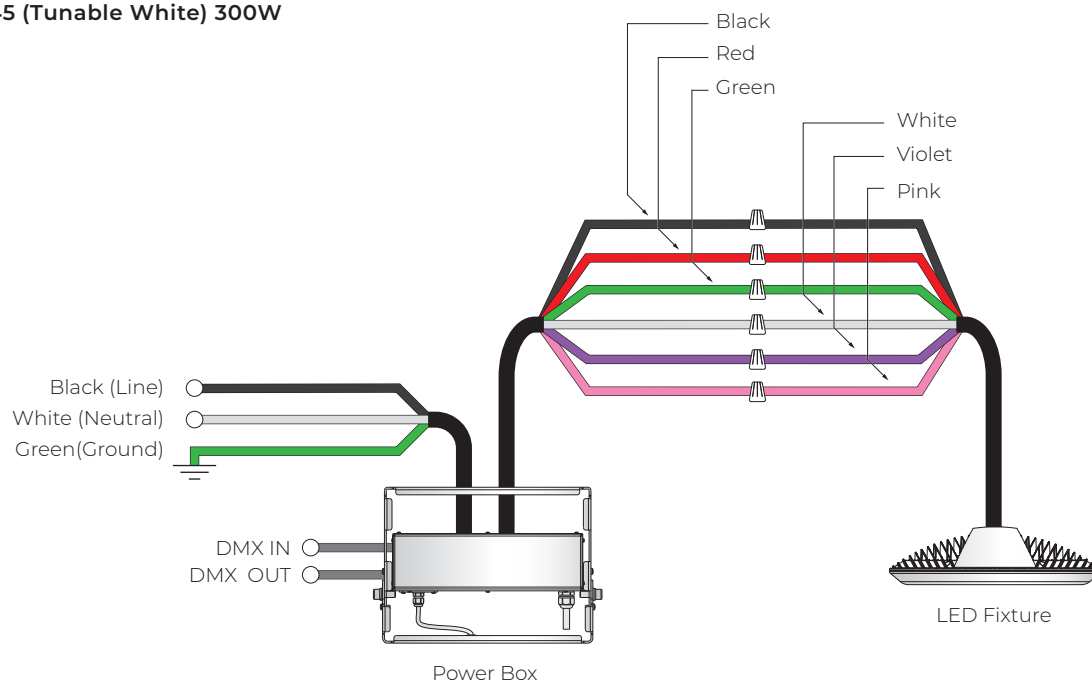 5 (Tunable White) 300W
Black
Red
Green
White
Violet
Pink
Black (Line)
White (Neutral)
Green(Ground)
DMX IN
DMX OUT
LED Fixture
Power Box